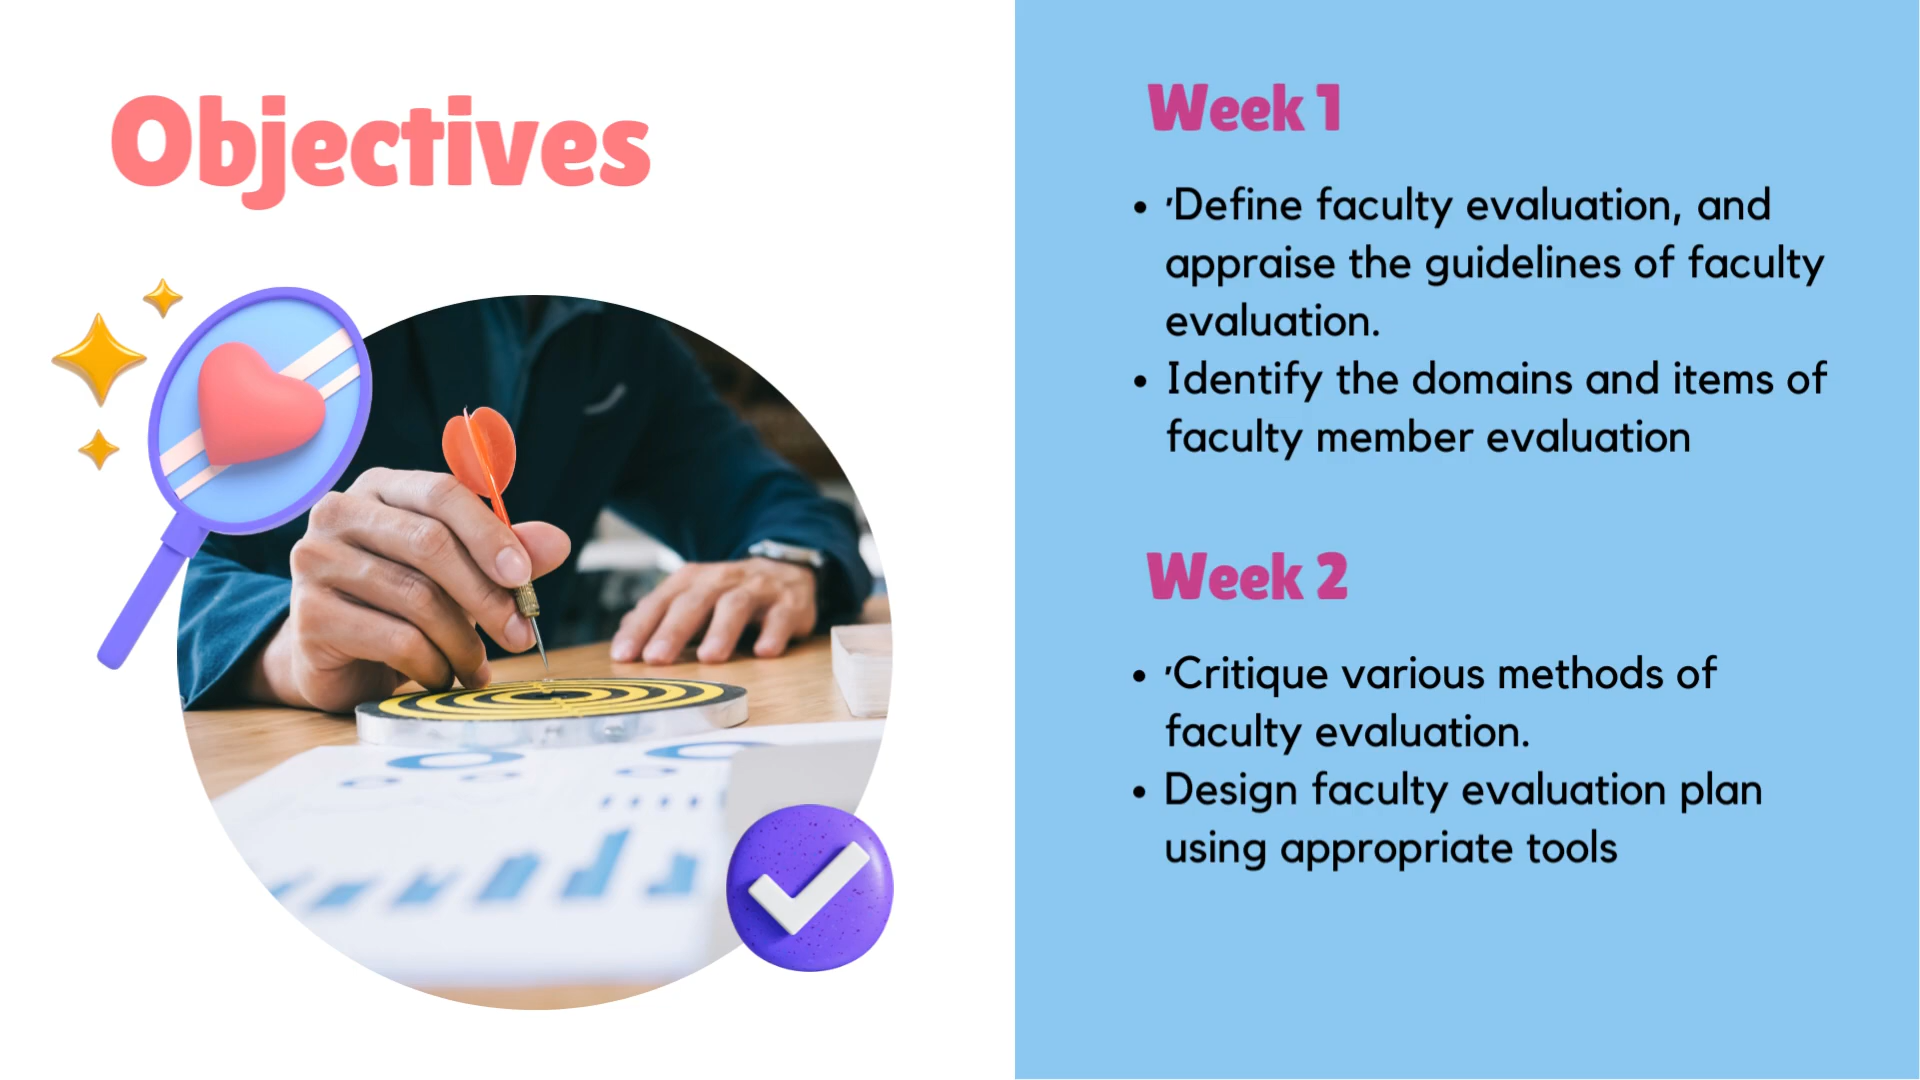 Objectives
Week 1
• ′Define faculty evaluation, and
appraise the guidelines of faculty
evaluation.
• Identify the domains and items of
faculty member evaluation
Week 2
• ′Critique various methods of
faculty evaluation.
• Design faculty evaluation plan
using appropriate tools